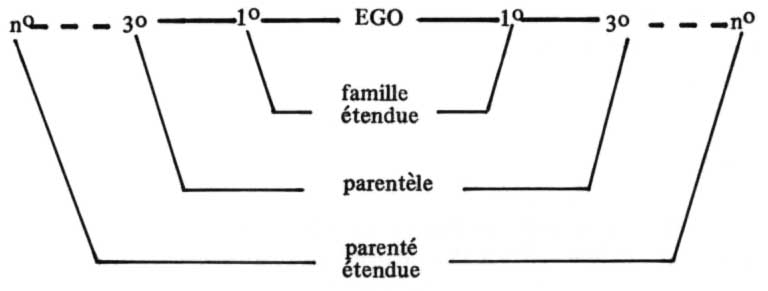 nº 3º 1º EGO 1º 3º nº
famille
étendue
parentèle
parenté
étendue